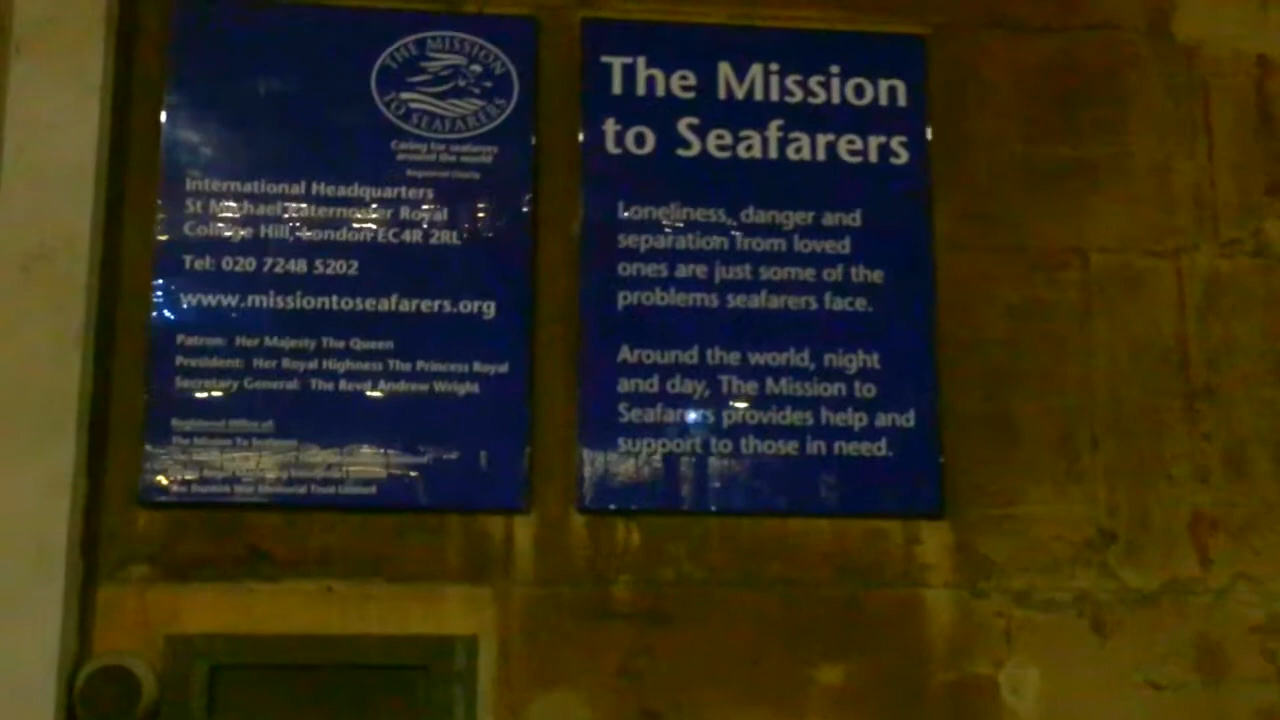 THE MISSION
TO SEAFARERS
Caring for seafarers
around the world
Registered Charity
International Headquarters
St Michael Paternoster Royal
College Hill, London EC4R 2RL
Tel: 020 7248 5202
www.missiontoseafarers.org
Patron: Her Majesty The Queen
President: Her Royal Highness The Princess Royal
Secretary General: The Revd Andrew Wright
Registered Office of:
The Mission To Seafarers
The Mission
to Seafarers
Loneliness, danger and
separation from loved
ones are just some of the
problems seafarers face.
Around the world, night
and day, The Mission to
Seafarers provides help and
support to those in need.